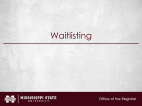 Waitlisting
MISSISSIPPI STATE
UNIVERSITY
Office of the Registrar